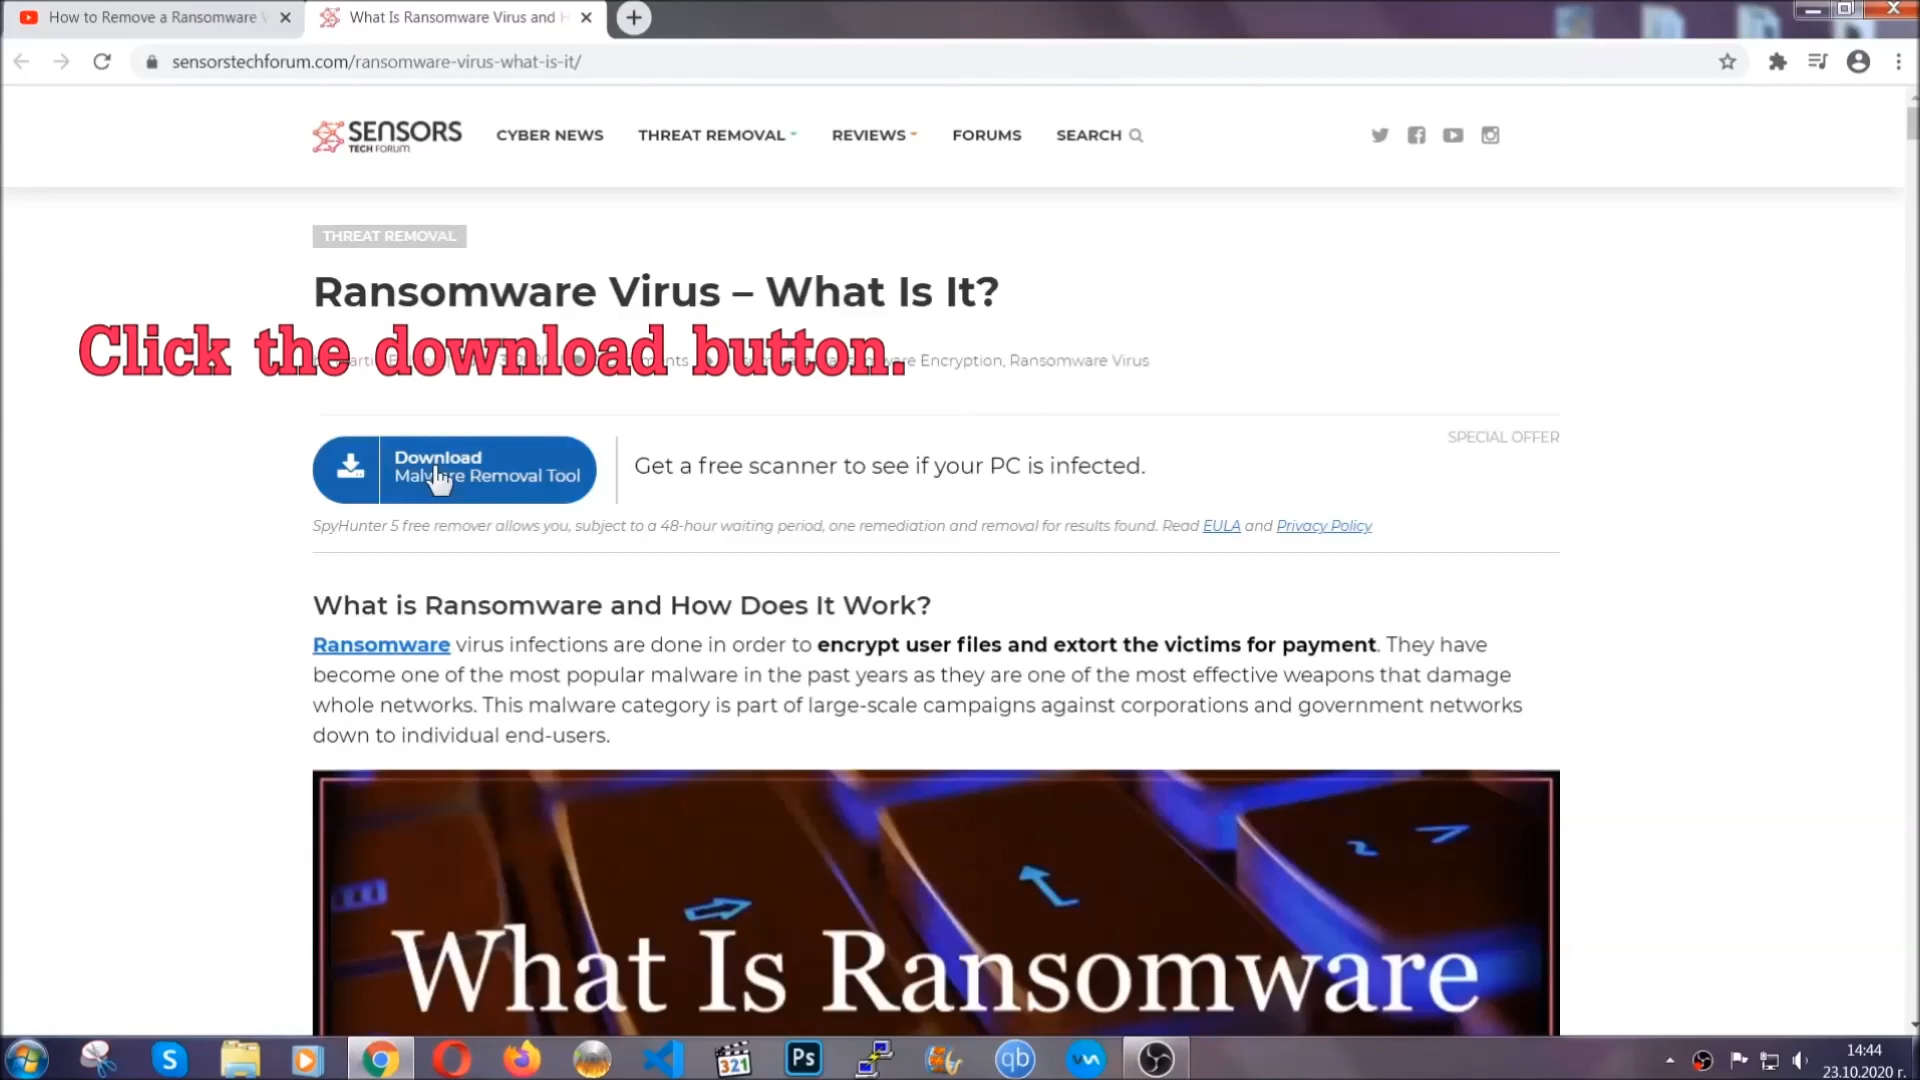 How to Remove a Ransomware V
What Is Ransomware Virus and H
sensorstechforum.com/ransomware-virus-what-is-it/
SENSORS
TECH FORUM
CYBER NEWS
THREAT REMOVAL
REVIEWS
FORUMS
SEARCH
THREAT REMOVAL
Ransomware Virus – What Is It?
Click the download button.
Encryption, Ransomware Virus
SPECIAL OFFER
Download
Malware Removal Tool
Get a free scanner to see if your PC is infected.
SpyHunter 5 free remover allows you, subject to a 48-hour waiting period, one remediation and removal for results found. Read EULA and Privacy Policy
What is Ransomware and How Does It Work?
Ransomware virus infections are done in order to encrypt user files and extort the victims for payment. They have
become one of the most popular malware in the past years as they are one of the most effective weapons that damage
whole networks. This malware category is part of large-scale campaigns against corporations and government networks
down to individual end-users.
What Is Ransomware
S
321
Ps
qb
14:44
23.10.2020 г.